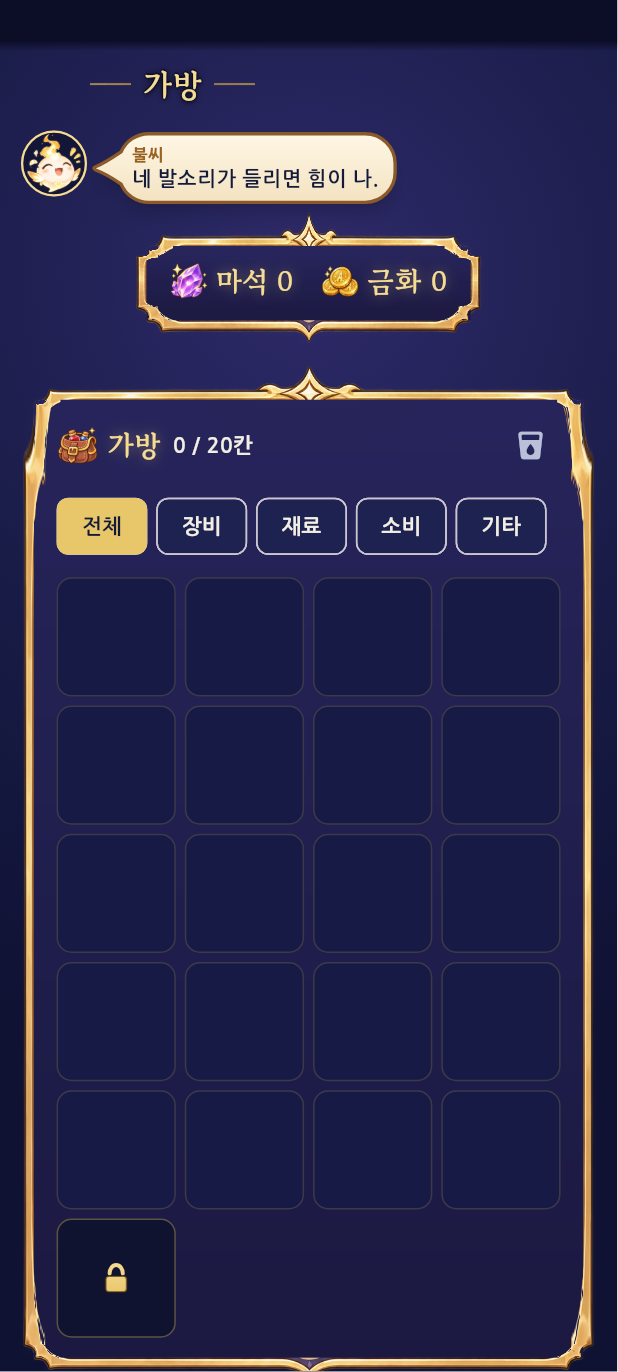 가방
불씨
네 발소리가 들리면 힘이 나.
마석 0 금화 0
가방 0 / 20칸
전체 장비 재료 소비 기타